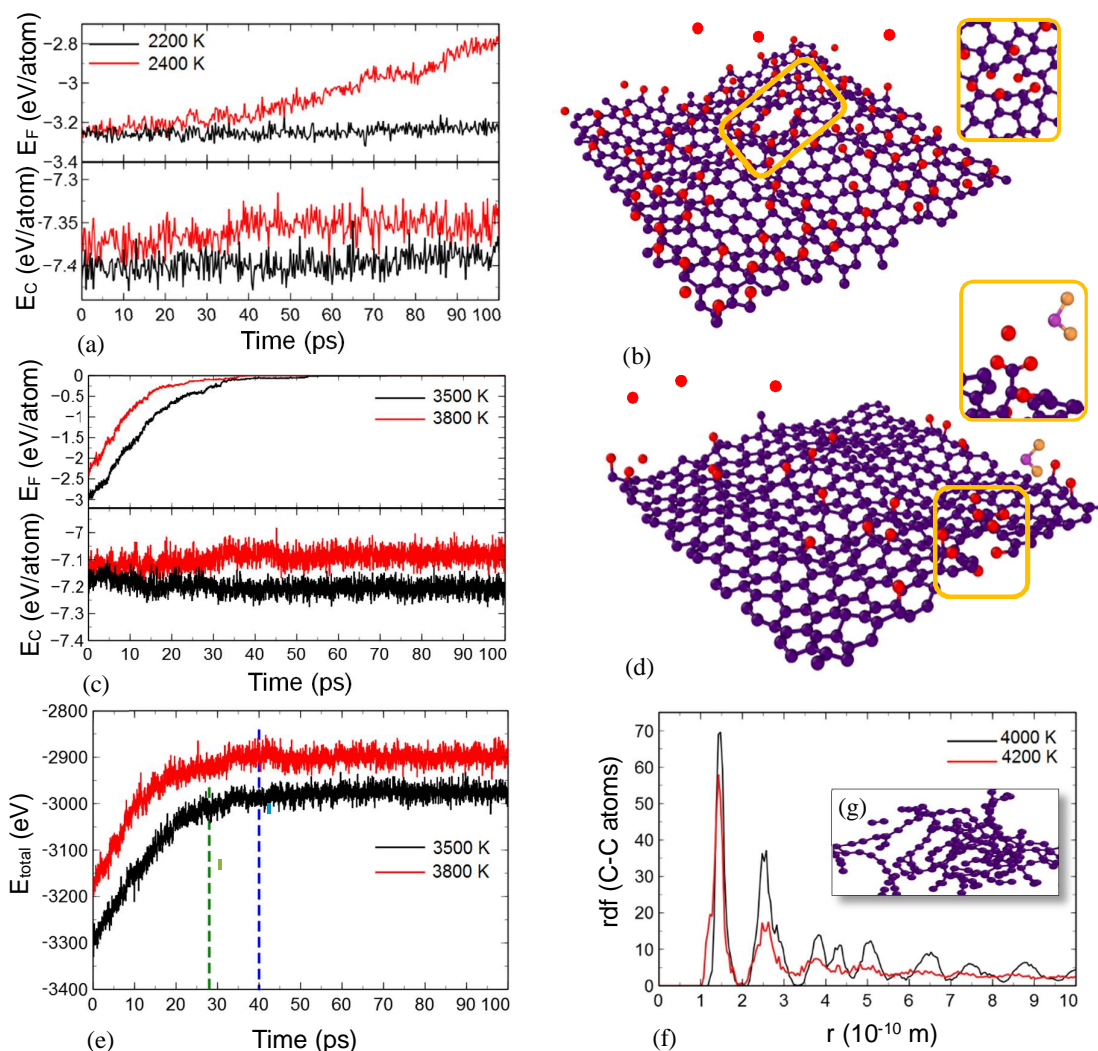 2200 K
2400 K
-2.8
-3
-3.2
-3.4
E_F (eV/atom)
-7.3
-7.35
-7.4
E_C (eV/atom)
0 10 20 30 40 50 60 70 80 90 100
Time (ps)
(a)
(b)
3500 K
3800 K
0
-0.5
-1
-1.5
-2
-2.5
-3
E_F (eV/atom)
-7
-7.1
-7.2
-7.3
-7.4
E_C (eV/atom)
0 10 20 30 40 50 60 70 80 90 100
Time (ps)
(c)
(d)
-2800
-2900
-3000
-3100
-3200
-3300
-3400
E_total (eV)
3500 K
3800 K
0 10 20 30 40 50 60 70 80 90 100
Time (ps)
(e)
70
60
50
40
30
20
10
0
rdf (C-C atoms)
4000 K
4200 K
(g)
0 1 2 3 4 5 6 7 8 9 10
r (10⁻¹⁰ m)
(f)